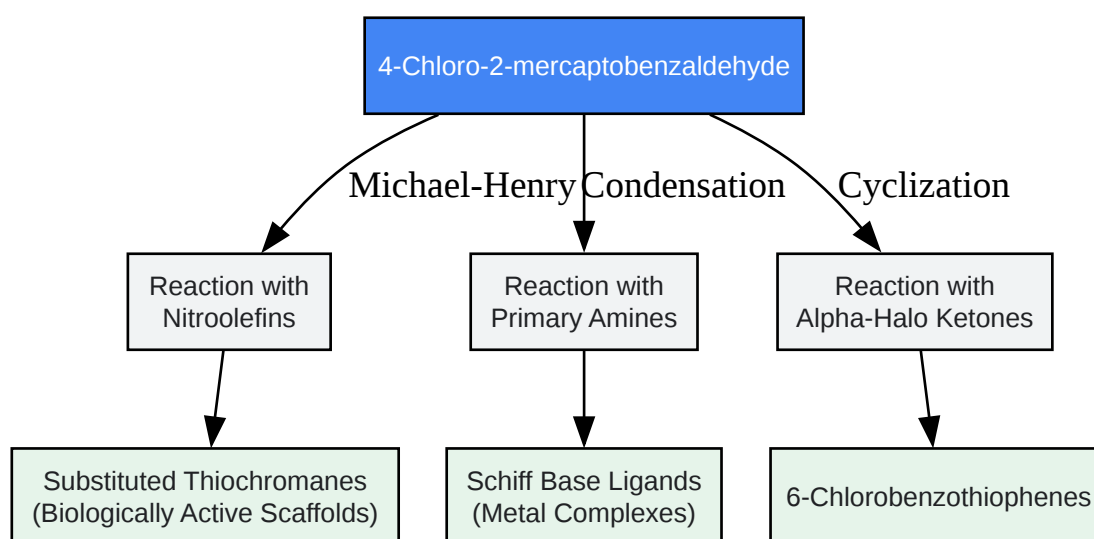 4-Chloro-2-mercaptobenzaldehyde
Michael-Henry
Condensation
Cyclization
Reaction with
Nitroolefins
Reaction with
Primary Amines
Reaction with
Alpha-Halo Ketones
Substituted Thiochromanes
(Biologically Active Scaffolds)
Schiff Base Ligands
(Metal Complexes)
6-Chlorobenzothiophenes